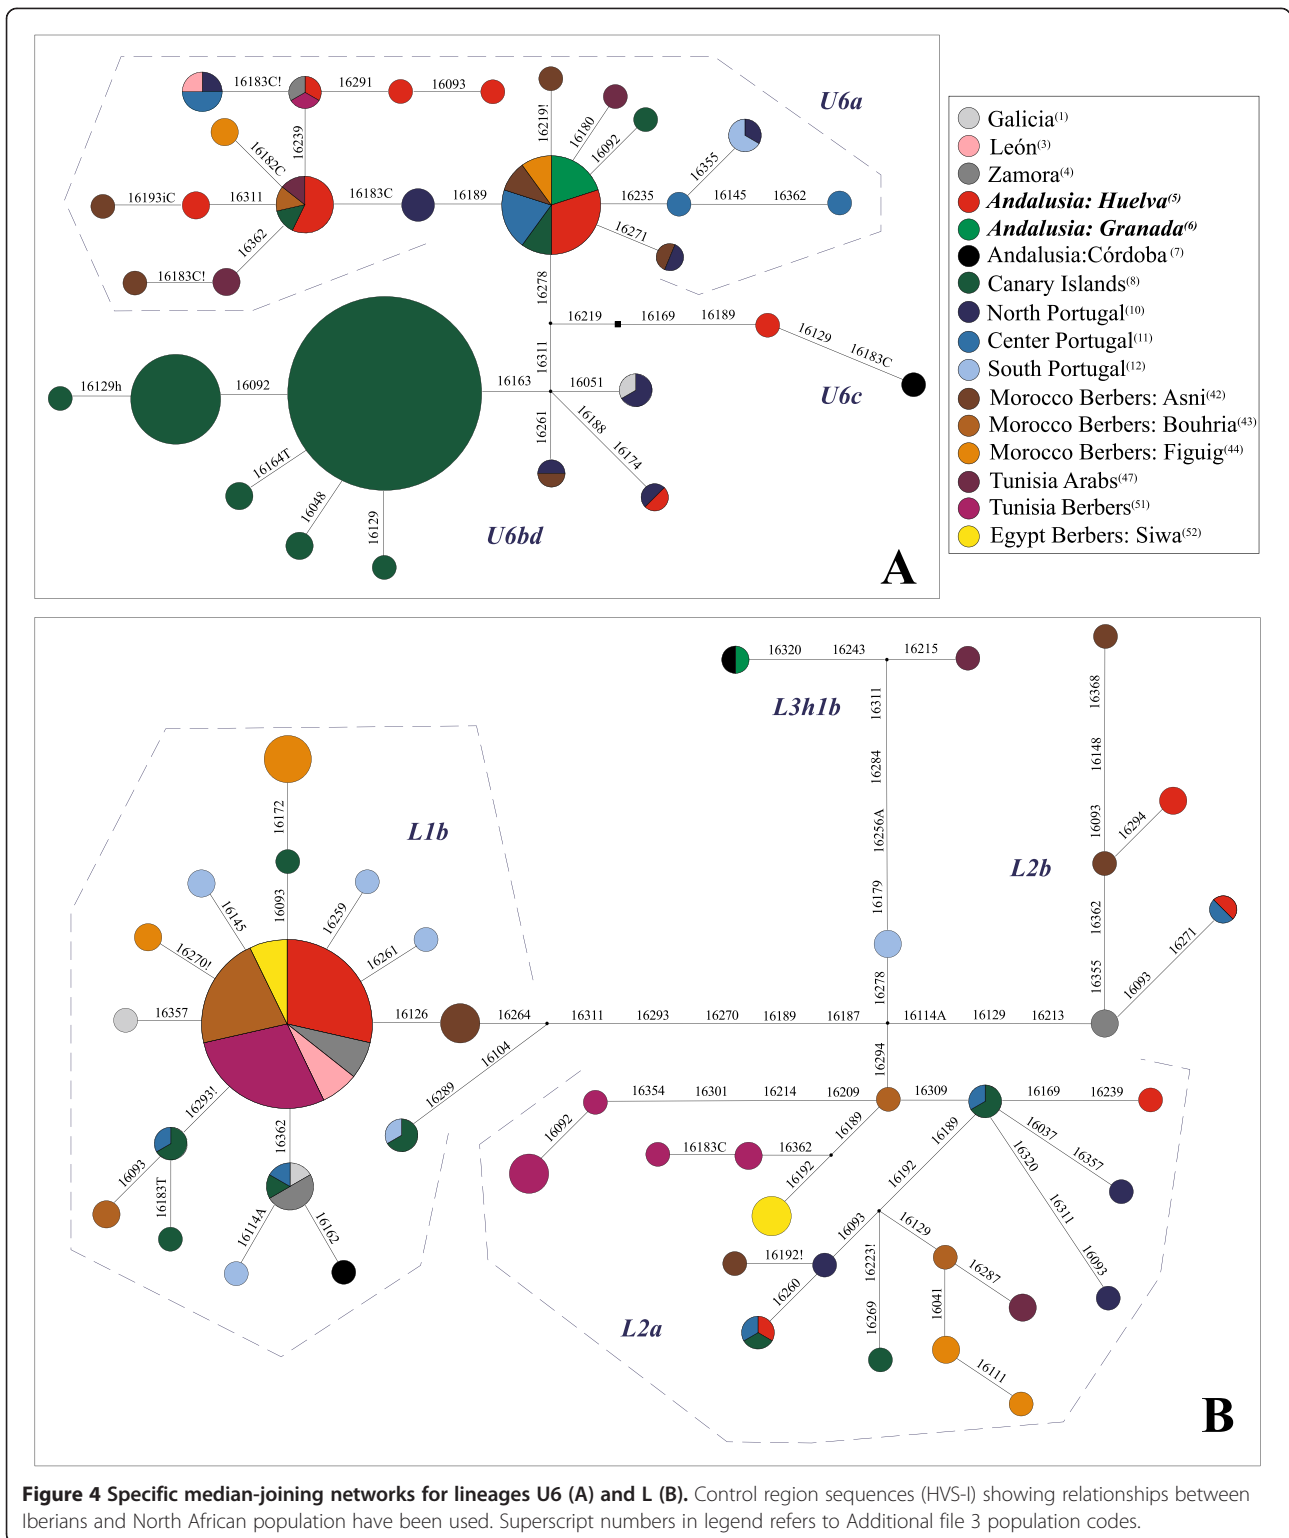 16183C!
16291
16093
16219!
16180
16092
U6a
16182C
16239
16355
16193iC
16311
16183C
16189
16235
16145
16362
16362
16271
16183C!
16278
16219
16169
16189
16129
16183C
U6c
16311
16129h
16092
16163
16051
16261
16188
16174
16164T
16048
16129
U6bd
A
Galicia(1)
León(3)
Zamora(4)
Andalusia: Huelva(5)
Andalusia: Granada(6)
Andalusia:Córdoba (7)
Canary Islands(8)
North Portugal(10)
Center Portugal(11)
South Portugal(12)
Morocco Berbers: Asni(42)
Morocco Berbers: Bouhria(43)
Morocco Berbers: Figuig(44)
Tunisia Arabs(47)
Tunisia Berbers(51)
Egypt Berbers: Siwa(52)
16320
16243
16215
L3h1b
16311
16284
16256A
16179
16278
16368
16148
16093
16294
L2b
16362
16355
16271
16093
16172
L1b
16093
16145
16259
16270!
16261
16357
16126
16264
16311
16293
16270
16189
16187
16114A
16129
16213
16104
16289
16293!
16362
16093
16183T
16114A
16162
16294
16354
16301
16214
16209
16309
16169
16239
16092
16189
16183C
16362
16192
16189
16192
16037
16357
16320
16311
16093
16093
16129
16192!
16260
16223!
16269
16287
16041
16111
L2a
B
Figure 4 Specific median-joining networks for lineages U6 (A) and L (B). Control region sequences (HVS-I) showing relationships between
Iberians and North African population have been used. Superscript numbers in legend refers to Additional file 3 population codes.